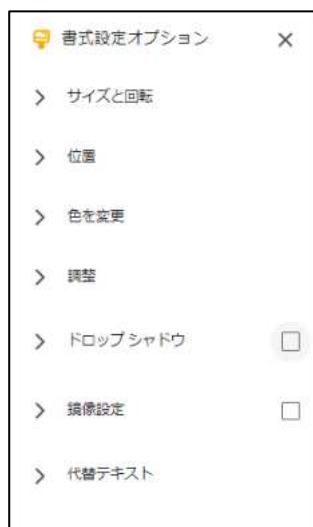 書式設定オプション
サイズと回転
位置
色を変更
調整
ドロップ シャドウ
鏡像設定
代替テキスト